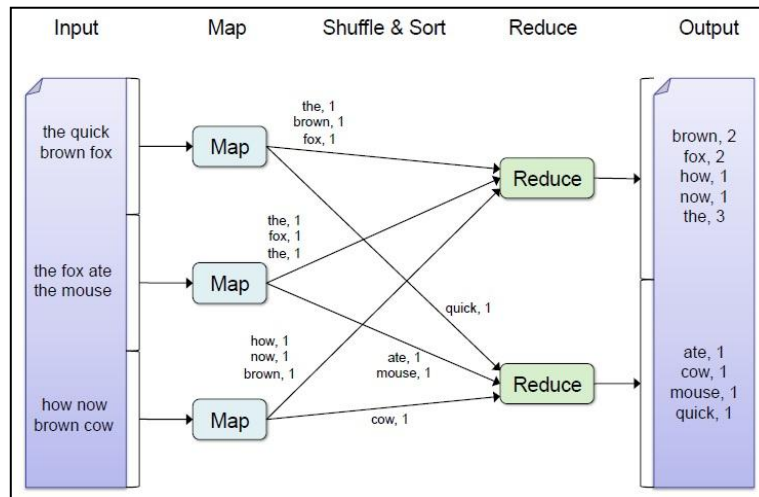 Input Map Shuffle & Sort Reduce Output
the quick
brown fox
the fox ate
the mouse
how now
brown cow
Map
Map
Map
the, 1
brown, 1
fox, 1
the, 1
fox, 1
the, 1
how, 1
now, 1
brown, 1
quick, 1
ate, 1
mouse, 1
cow, 1
Reduce
Reduce
brown, 2
fox, 2
how, 1
now, 1
the, 3
ate, 1
cow, 1
mouse, 1
quick, 1